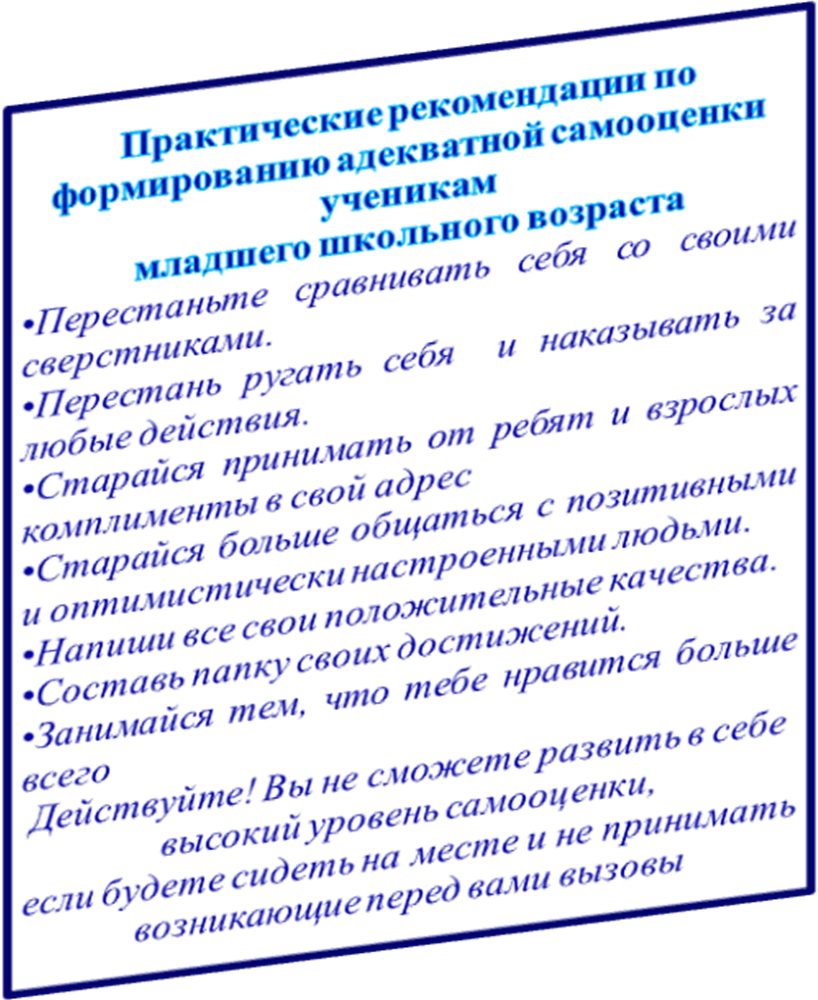 Практические рекомендации по
формированию адекватной самооценки
ученикам
младшего школьного возраста
•Перестаньте сравнивать себя со своими
сверстниками.
•Перестань ругать себя и наказывать за
любые действия.
•Старайся принимать от ребят и взрослых
комплименты в свой адрес
•Старайся больше общаться с позитивными
и оптимистически настроенными людьми.
•Напиши все свои положительные качества.
•Составь папку своих достижений.
•Занимайся тем, что тебе нравится больше
всего
Действуйте! Вы не сможете развить в себе
высокий уровень самооценки,
если будете сидеть на месте и не принимать
возникающие перед вами вызовы